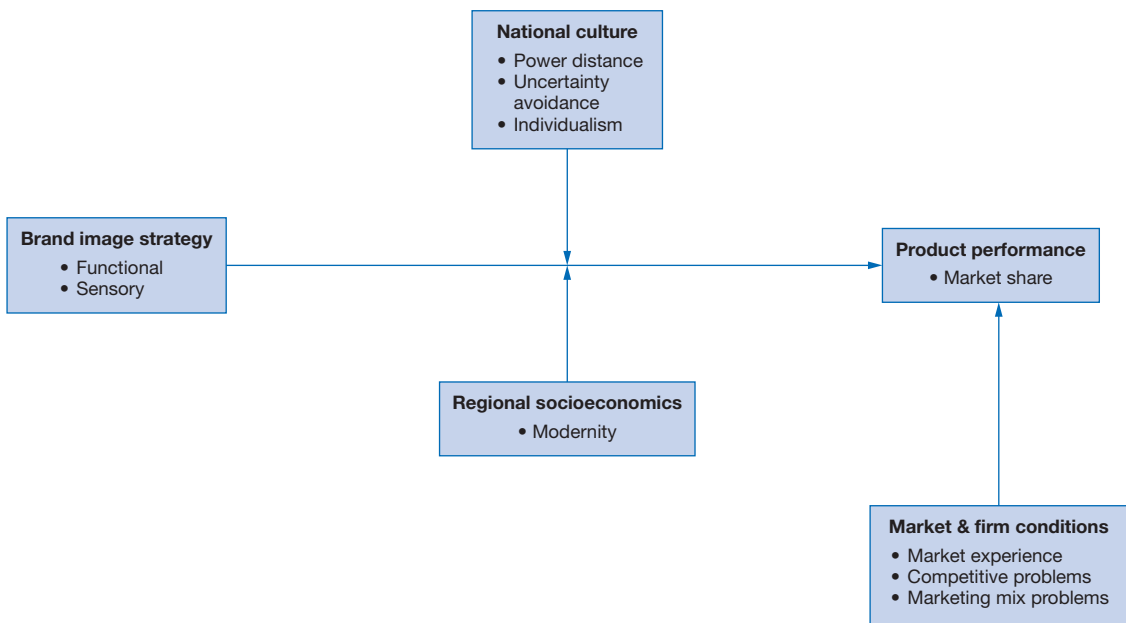 National culture
• Power distance
• Uncertainty
avoidance
• Individualism
Brand image strategy
• Functional
• Sensory
Product performance
• Market share
Regional socioeconomics
• Modernity
Market & firm conditions
• Market experience
• Competitive problems
• Marketing mix problems